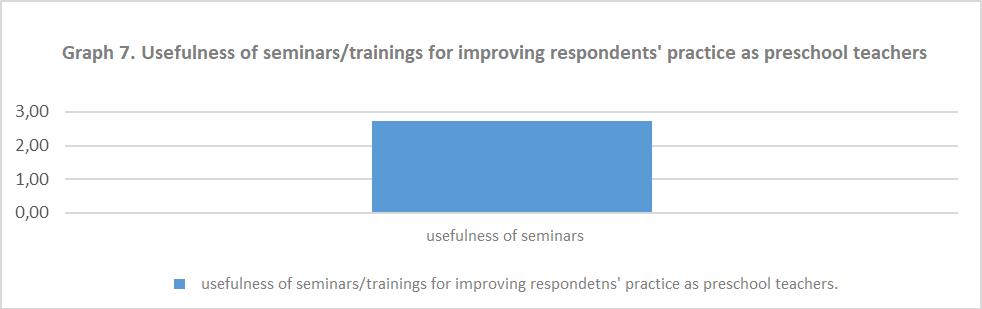 Graph 7. Usefulness of seminars/trainings for improving respondents' practice as preschool teachers
3,00
2,00
1,00
0,00
usefulness of seminars
usefulness of seminars/trainings for improving respondetns' practice as preschool teachers.